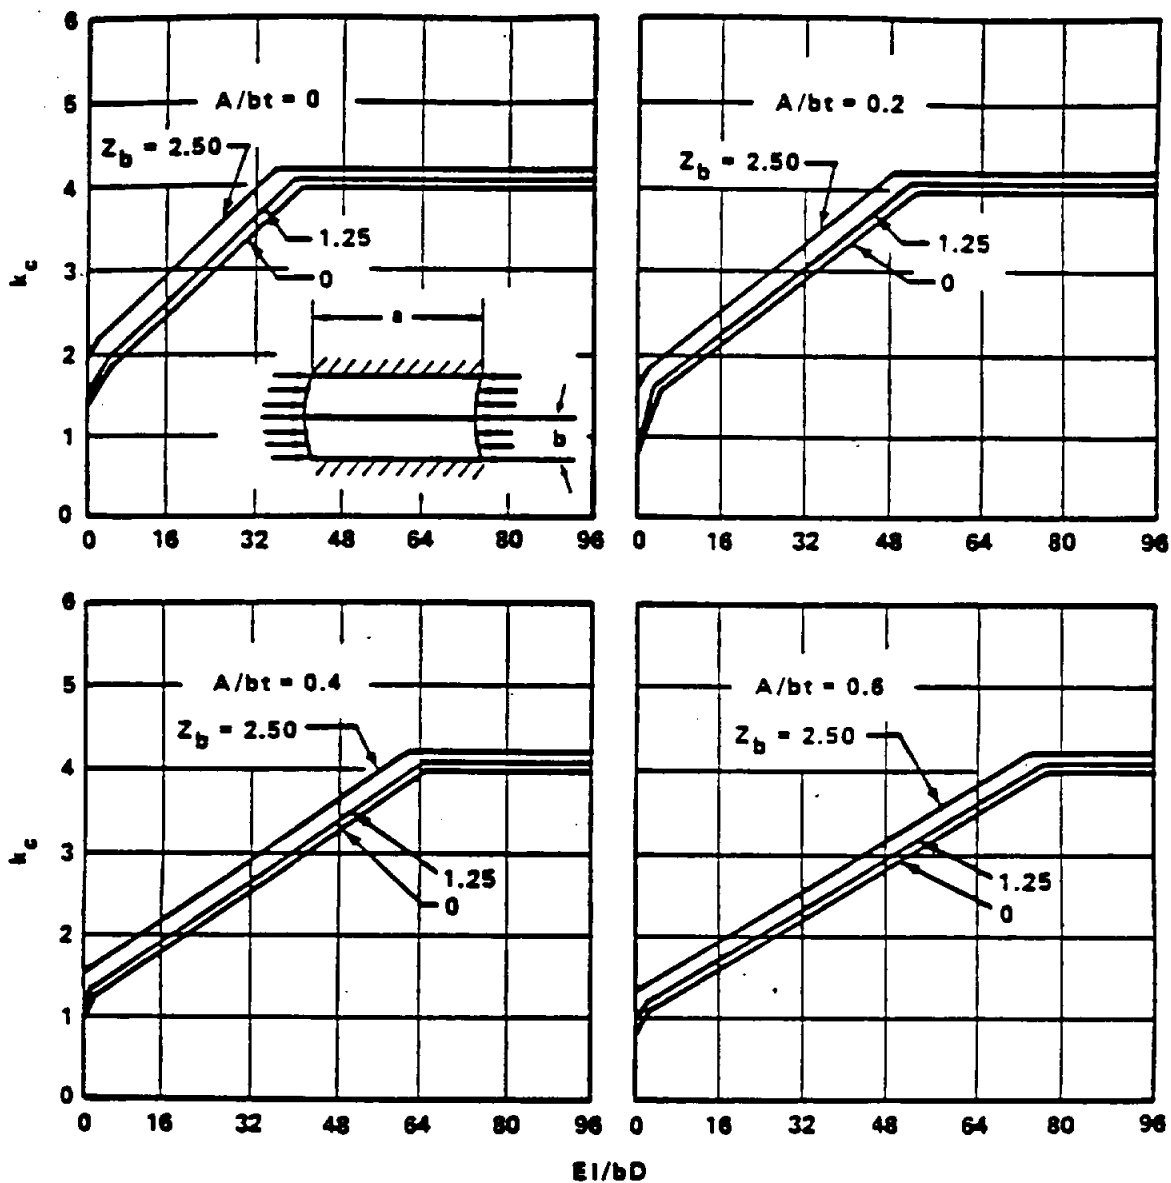 6
5
4
3
2
1
0
k_c
A/bt = 0
Z_b = 2.50
1.25
0
a
b
0 16 32 48 64 80 96
A/bt = 0.2
Z_b = 2.50
1.25
0
0 16 32 48 64 80 96
6
5
4
3
2
1
0
k_c
A/bt = 0.4
Z_b = 2.50
1.25
0
0 16 32 48 64 80 96
A/bt = 0.6
Z_b = 2.50
1.25
0
0 16 32 48 64 80 96
EI/bD